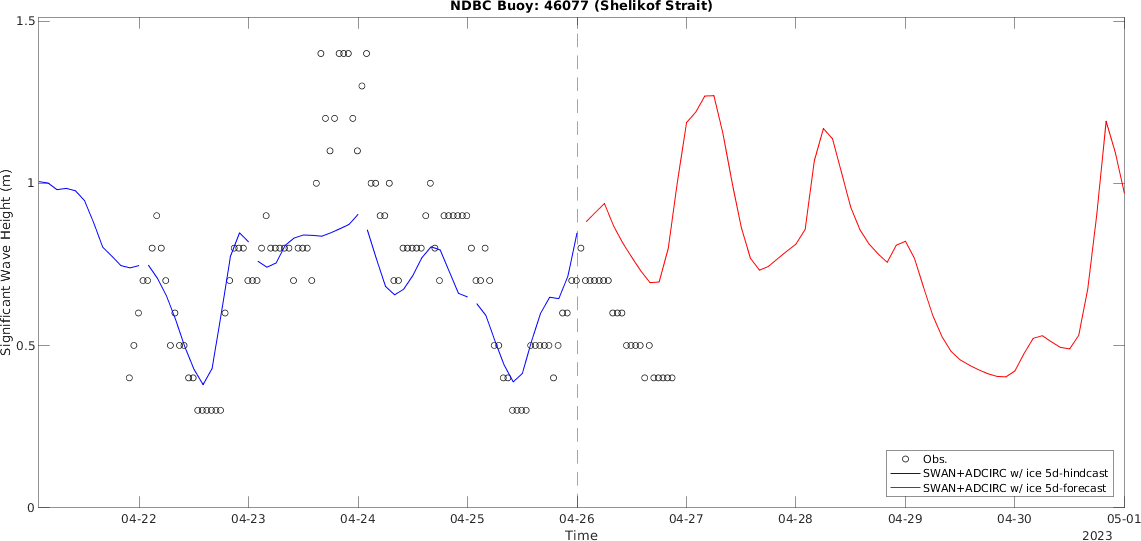 NDBC Buoy: 46077 (Shelikof Strait)
1.5
1
0.5
0
Significant Wave Height (m)
Obs.
SWAN+ADCIRC w/ ice 5d-hindcast
SWAN+ADCIRC w/ ice 5d-forecast
04-22 04-23 04-24 04-25 04-26 04-27 04-28 04-29 04-30 05-01
Time
2023